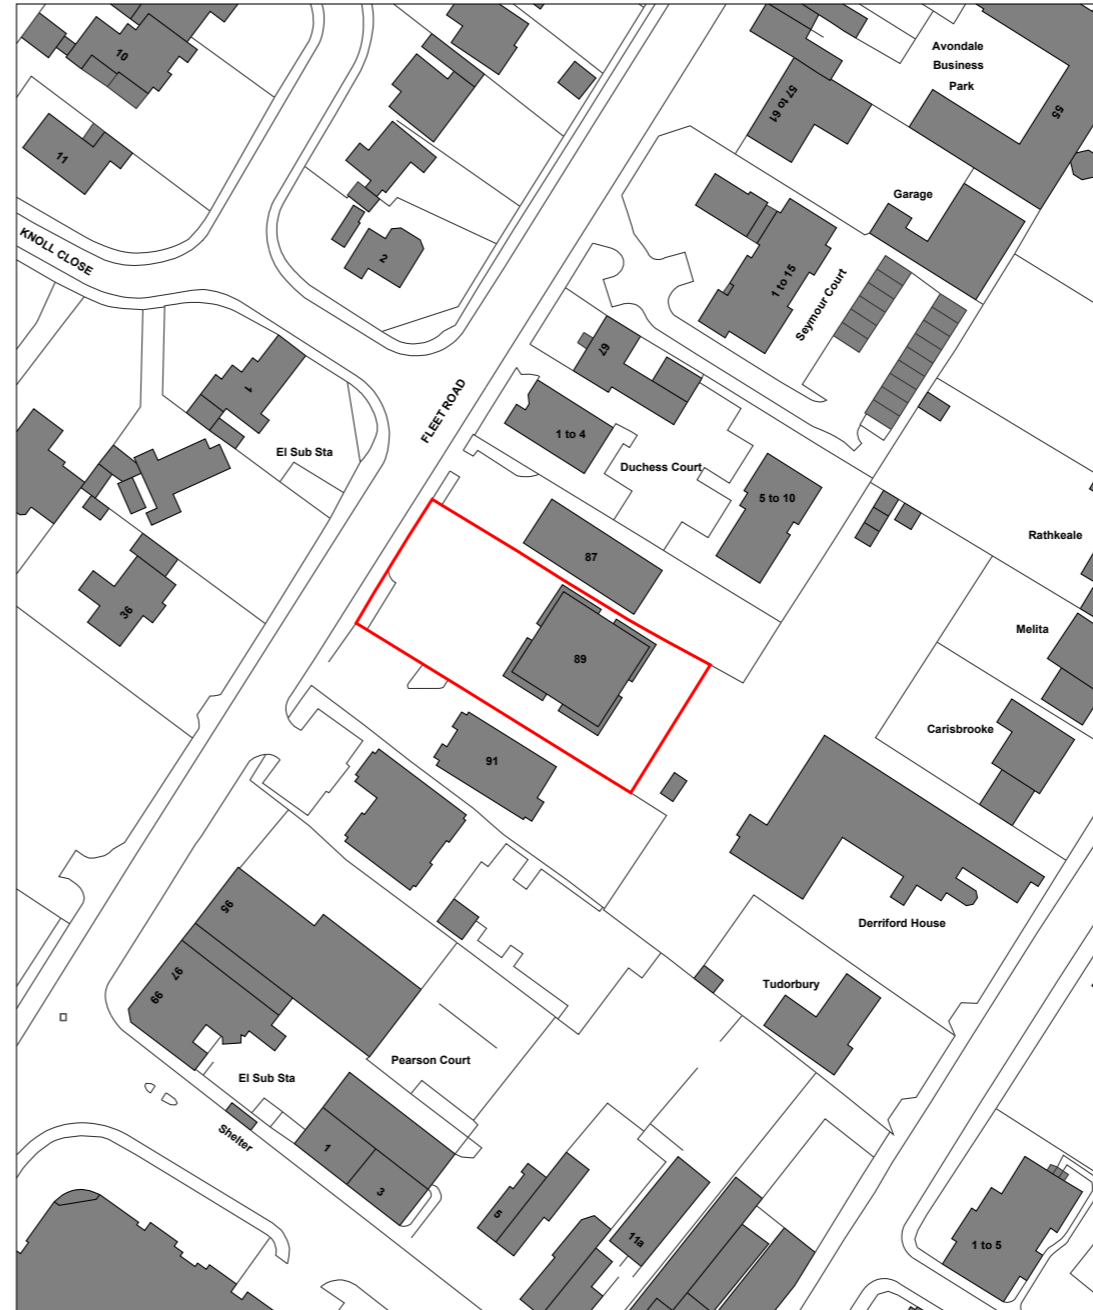 10
Avondale
Business
Park
55
57 to 61
11
Garage
KNOLL CLOSE
2
1 to 15
Seymour Court
67
1
FLEET ROAD
1 to 4
El Sub Sta
Duchess Court
5 to 10
Rathkeale
87
36
Melita
89
Carisbrooke
91
95
Derriford House
97
99
Tudorbury
Pearson Court
El Sub Sta
Shelter
1
3
5
11a
1 to 5